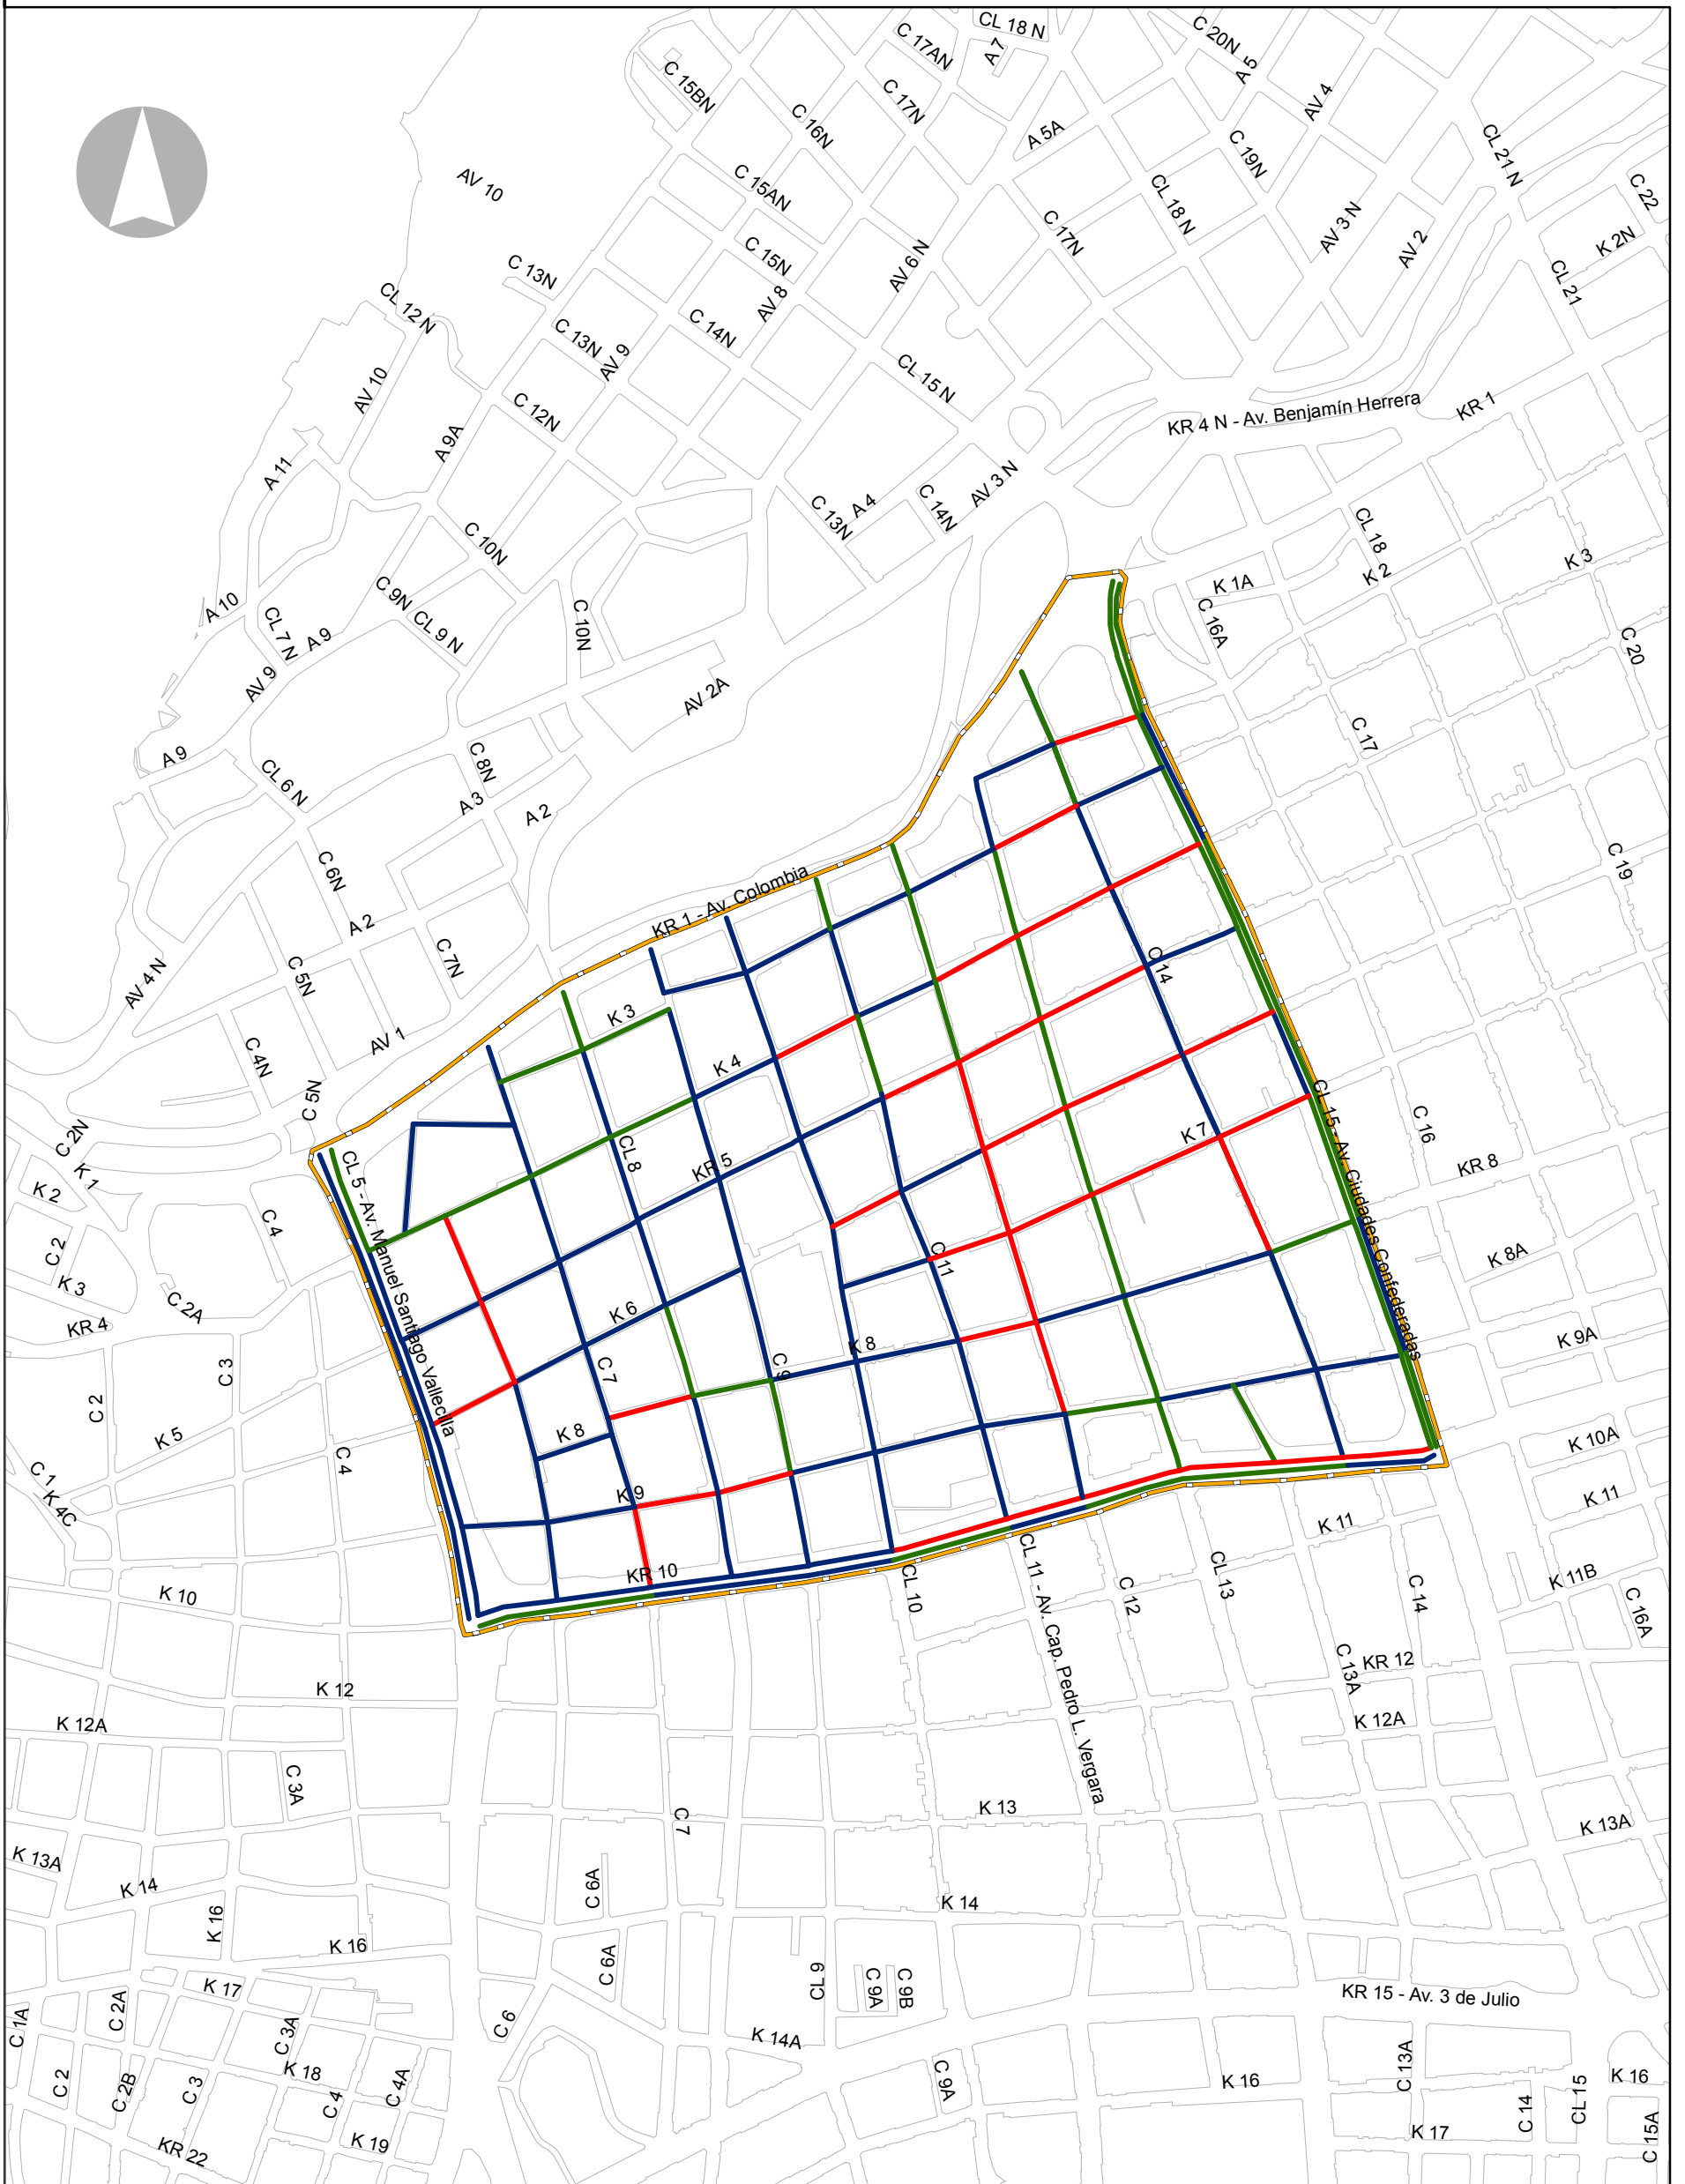 CL 18 N
C 17AN
A 7
C 20N
A 5
C 15BN
C 17N
AV 4
C 16N
A 5A
C 19N
CL 21 N
AV 10
C 15AN
CL 18 N
C 22
C 17N
AV 3 N
K 2N
C 15N
AV 6 N
AV 2
C 13N
CL 21
CL 12 N
AV 8
C 14N
C 13N
AV 9
CL 15 N
AV 10
C 12N
KR 4 N - Av. Benjamín Herrera
KR 1
A 9A
A 11
AV 3 N
A 4
C 14N
C 13N
CL 18
C 10N
K 3
K 2
K 1A
C 9N
A 10
CL 9 N
C 10N
C 16A
CL 7 N
A 9
C 20
AV 9
AV 2A
C 17
A 9
C 8N
CL 6 N
A 3
A 2
C 6N
C 19
KR 1 - Av. Colombia
A 2
C 7N
C 5N
AV 4 N
C 14
K 3
AV 1
C 4N
K 4
C 5N
C 2N
C 16
K 7
CL 15 - Av. Ciudades Confederadas
CL 8
KR 5
KR 8
K 1
K 2
CL 5 - Av. Manuel Santiago Vallecilla
C 4
C 2
C 11
K 8A
K 3
C 2A
K 6
KR 4
K 9A
K 8
C 3
C 7
C 9
C 2
K 5
K 8
K 10A
C 4
C 1
K 9
K 11
K 4C
K 11
KR 10
CL 13
K 11B
K 10
CL 10
CL 11 - Av. Cap. Pedro L. Vergara
C 12
C 14
C 16A
C 13A
KR 12
K 12
K 12A
K 12A
C 3A
K 13
C 7
K 13A
K 13A
K 14
C 6A
K 14
K 16
K 16
C 6A
CL 9
C 9A
C 9B
K 17
KR 15 - Av. 3 de Julio
C 2A
C 1A
C 3A
C 6
K 14A
K 18
C 13A
C 2
C 2B
C 3
C 4A
C 9A
K 16
K 16
C 4
C 14
CL 15
K 17
C 15A
K 19
KR 22